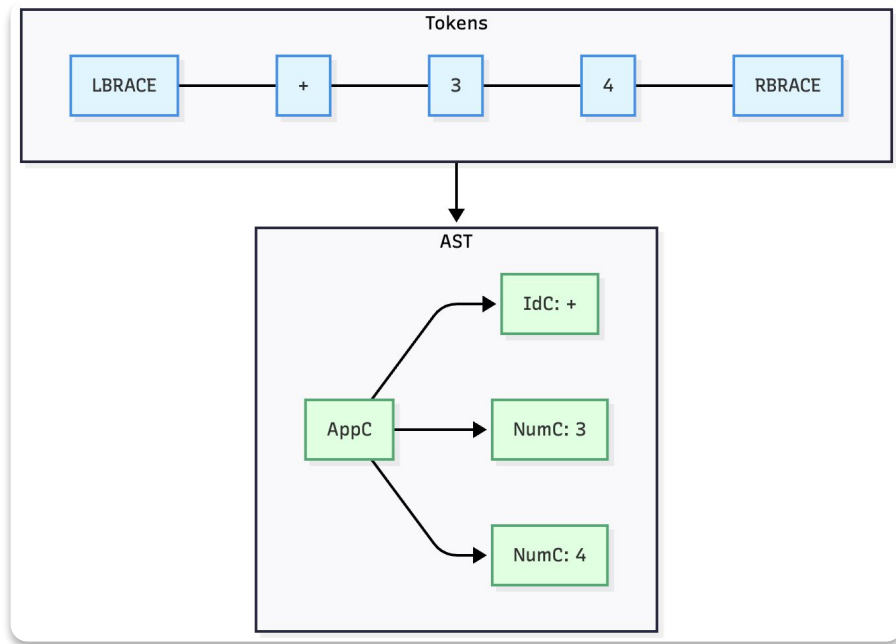 Tokens
LBRACE + 3 4 RBRACE
AST
IdC: +
AppC NumC: 3
NumC: 4